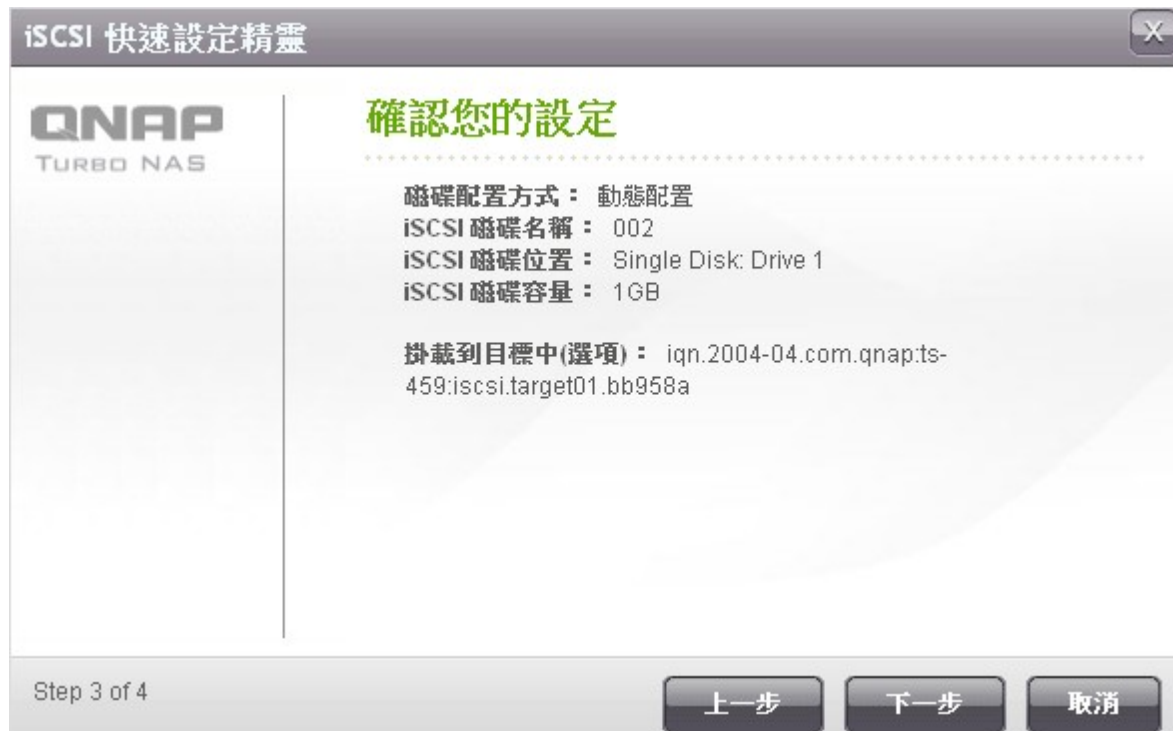 iSCSI 快速設定精靈
X
QNAP
TURBO NAS
確認您的設定
磁碟配置方式： 動態配置
iSCSI 磁碟名稱： 002
iSCSI 磁碟位置： Single Disk: Drive 1
iSCSI 磁碟容量： 1GB
掛載到目標中(選項)： iqn.2004-04.com.qnap:ts-
459:iscsi.target01.bb958a
Step 3 of 4
上一步
下一步
取消